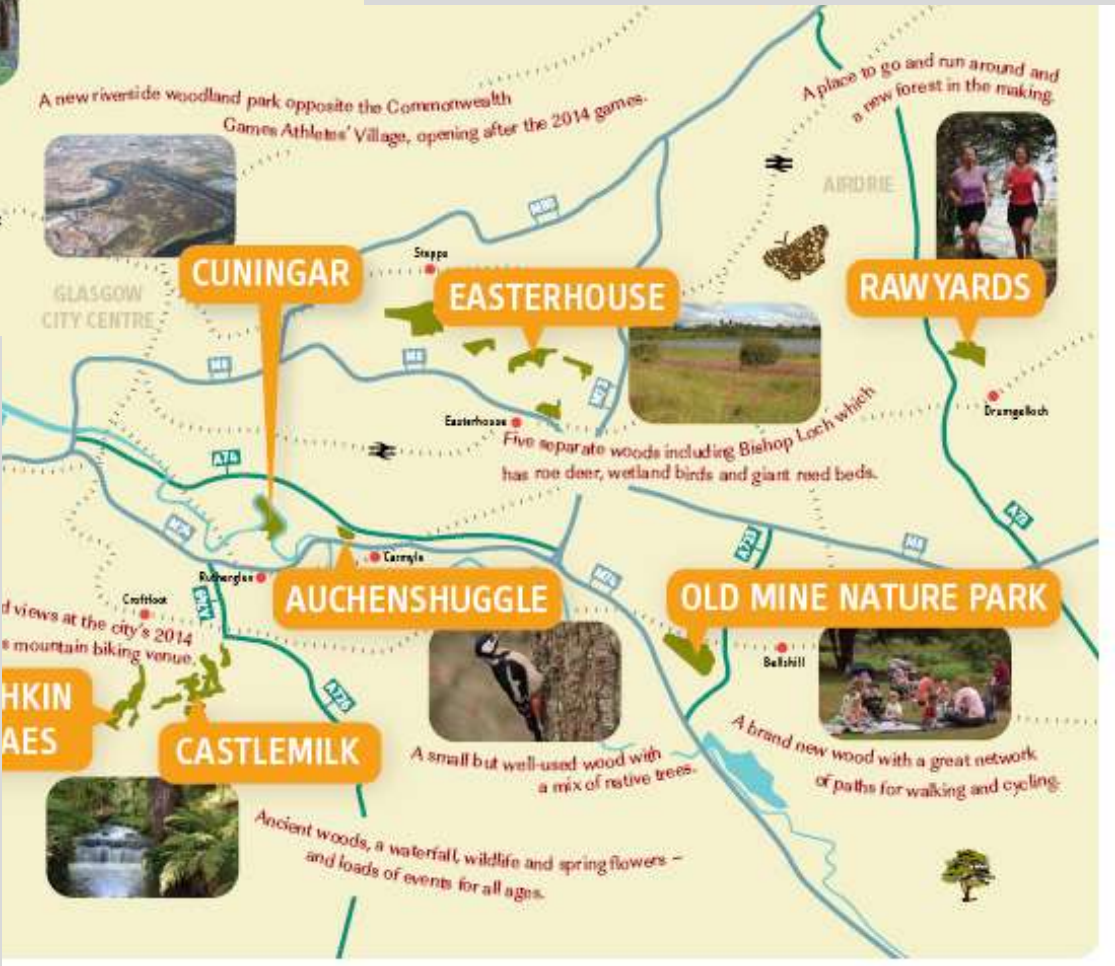 A new riverside woodland park opposite the Commonwealth
Games Athletes' Village, opening after the 2014 games.
A place to go and run around and
a new forest in the making.
AIRDRIE
M80
Stepps
CUNINGAR
EASTERHOUSE
RAWYARDS
GLASGOW
CITY CENTRE
M8
M8
M73
Easterhouse
Drumgelloch
Five separate woods including Bishop Loch which
has roe deer, wetland birds and giant reed beds.
A74
M74
A73
A725
M8
Carmyle
Rutherglen
M74
Croftfoot
AUCHENSHUGGLE
OLD MINE NATURE PARK
d views at the city's 2014
s mountain biking venue.
Bellshill
HKIN
AES
CASTLEMILK
A small but well-used wood with
a mix of native trees.
A brand new wood with a great network
of paths for walking and cycling.
Ancient woods, a waterfall, wildlife and spring flowers –
and loads of events for all ages.